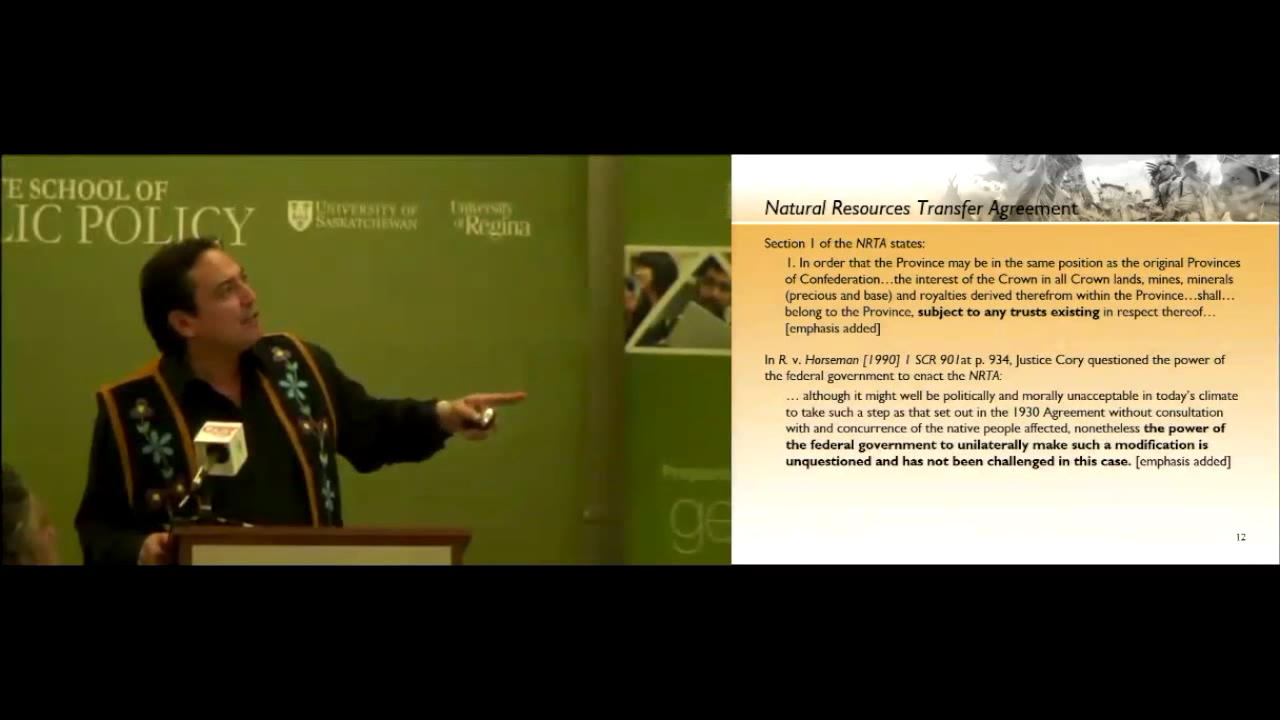 TE SCHOOL OF
LIC POLICY
UNIVERSITY OF
SASKATCHEWAN
University
of Regina
ge
Natural Resources Transfer Agreement
Section 1 of the NRTA states:
1. In order that the Province may be in the same position as the original Provinces
of Confederation…the interest of the Crown in all Crown lands, mines, minerals
(precious and base) and royalties derived therefrom within the Province…shall…
belong to the Province, subject to any trusts existing in respect thereof…
[emphasis added]
In R. v. Horseman [1990] 1 SCR 901at p. 934, Justice Cory questioned the power of
the federal government to enact the NRTA:
… although it might well be politically and morally unacceptable in today's climate
to take such a step as that set out in the 1930 Agreement without consultation
with and concurrence of the native people affected, nonetheless the power of
the federal government to unilaterally make such a modification is
unquestioned and has not been challenged in this case. [emphasis added]
12